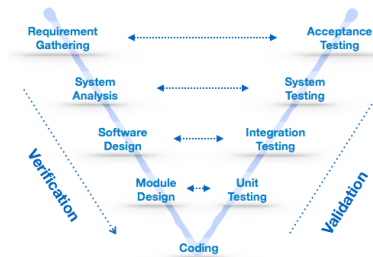 Requirement
Gathering
Acceptance
Testing
System
Analysis
System
Testing
Software
Design
Integration
Testing
Module
Design
Unit
Testing
Coding
Verification
Validation